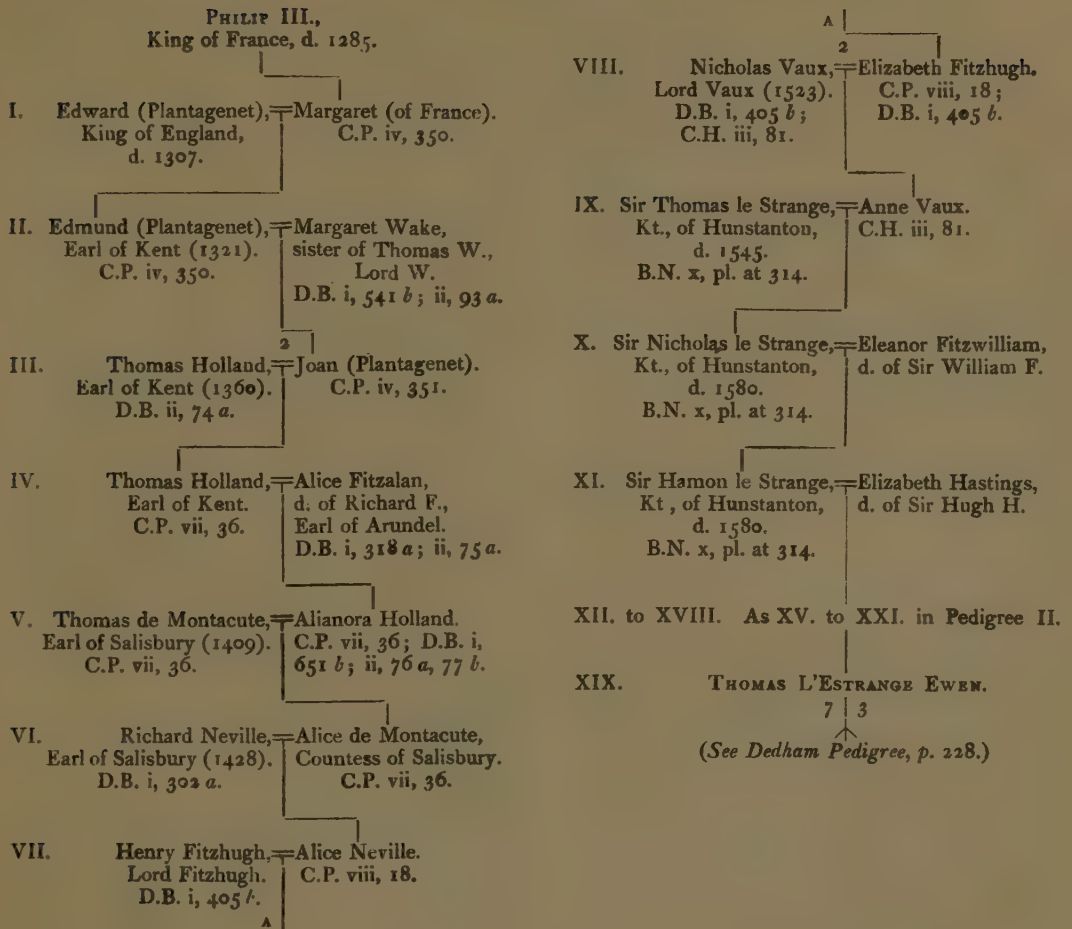 PHILIP III.,
King of France, d. 1285.
I. Edward (Plantagenet), Margaret (of France).
King of England, C.P. iv, 350.
d. 1307.
II. Edmund (Plantagenet), Margaret Wake,
Earl of Kent (1321). sister of Thomas W.,
C.P. iv, 350. Lord W.
D.B. i, 541 b; ii, 93 a.
2
III. Thomas Holland, Joan (Plantagenet).
Earl of Kent (1360). C.P. iv, 351.
D.B. ii, 74 a.
IV. Thomas Holland, Alice Fitzalan,
Earl of Kent. d. of Richard F.,
C.P. vii, 36. Earl of Arundel.
D.B. i, 318 a; ii, 75 a.
V. Thomas de Montacute, Alianora Holland.
Earl of Salisbury (1409). C.P. vii, 36; D.B. i,
C.P. vii, 36. 651 b; ii, 76 a, 77 b.
VI. Richard Neville, Alice de Montacute,
Earl of Salisbury (1428). Countess of Salisbury.
D.B. i, 302 a. C.P. vii, 36.
VII. Henry Fitzhugh, Alice Neville.
Lord Fitzhugh. C.P. viii, 18.
D.B. i, 405 b.
A
A
2
VIII. Nicholas Vaux, Elizabeth Fitzhugh.
Lord Vaux (1523). C.P. viii, 18;
D.B. i, 405 b; D.B. i, 405 b.
C.H. iii, 81.
IX. Sir Thomas le Strange, Anne Vaux.
Kt., of Hunstanton, C.H. iii, 81.
d. 1545.
B.N. x, pl. at 314.
X. Sir Nicholas le Strange, Eleanor Fitzwilliam,
Kt., of Hunstanton, d. of Sir William F.
d. 1580.
B.N. x, pl. at 314.
XI. Sir Hamon le Strange, Elizabeth Hastings,
Kt , of Hunstanton, d. of Sir Hugh H.
d. 1580.
B.N. x, pl. at 314.
XII. to XVIII. As XV. to XXI. in Pedigree II.
XIX. THOMAS L'ESTRANGE EWEN.
7 3
(See Dedham Pedigree, p. 228.)